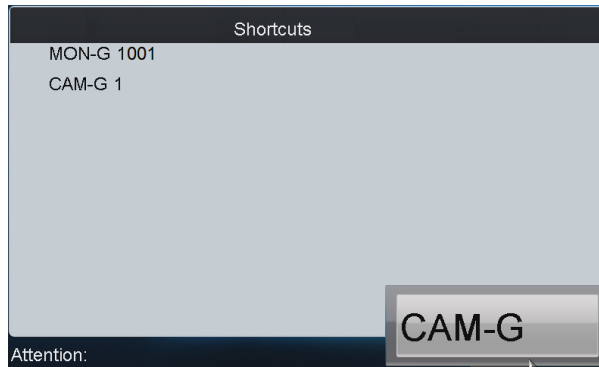 Shortcuts
MON-G 1001
CAM-G 1
CAM-G
Attention: